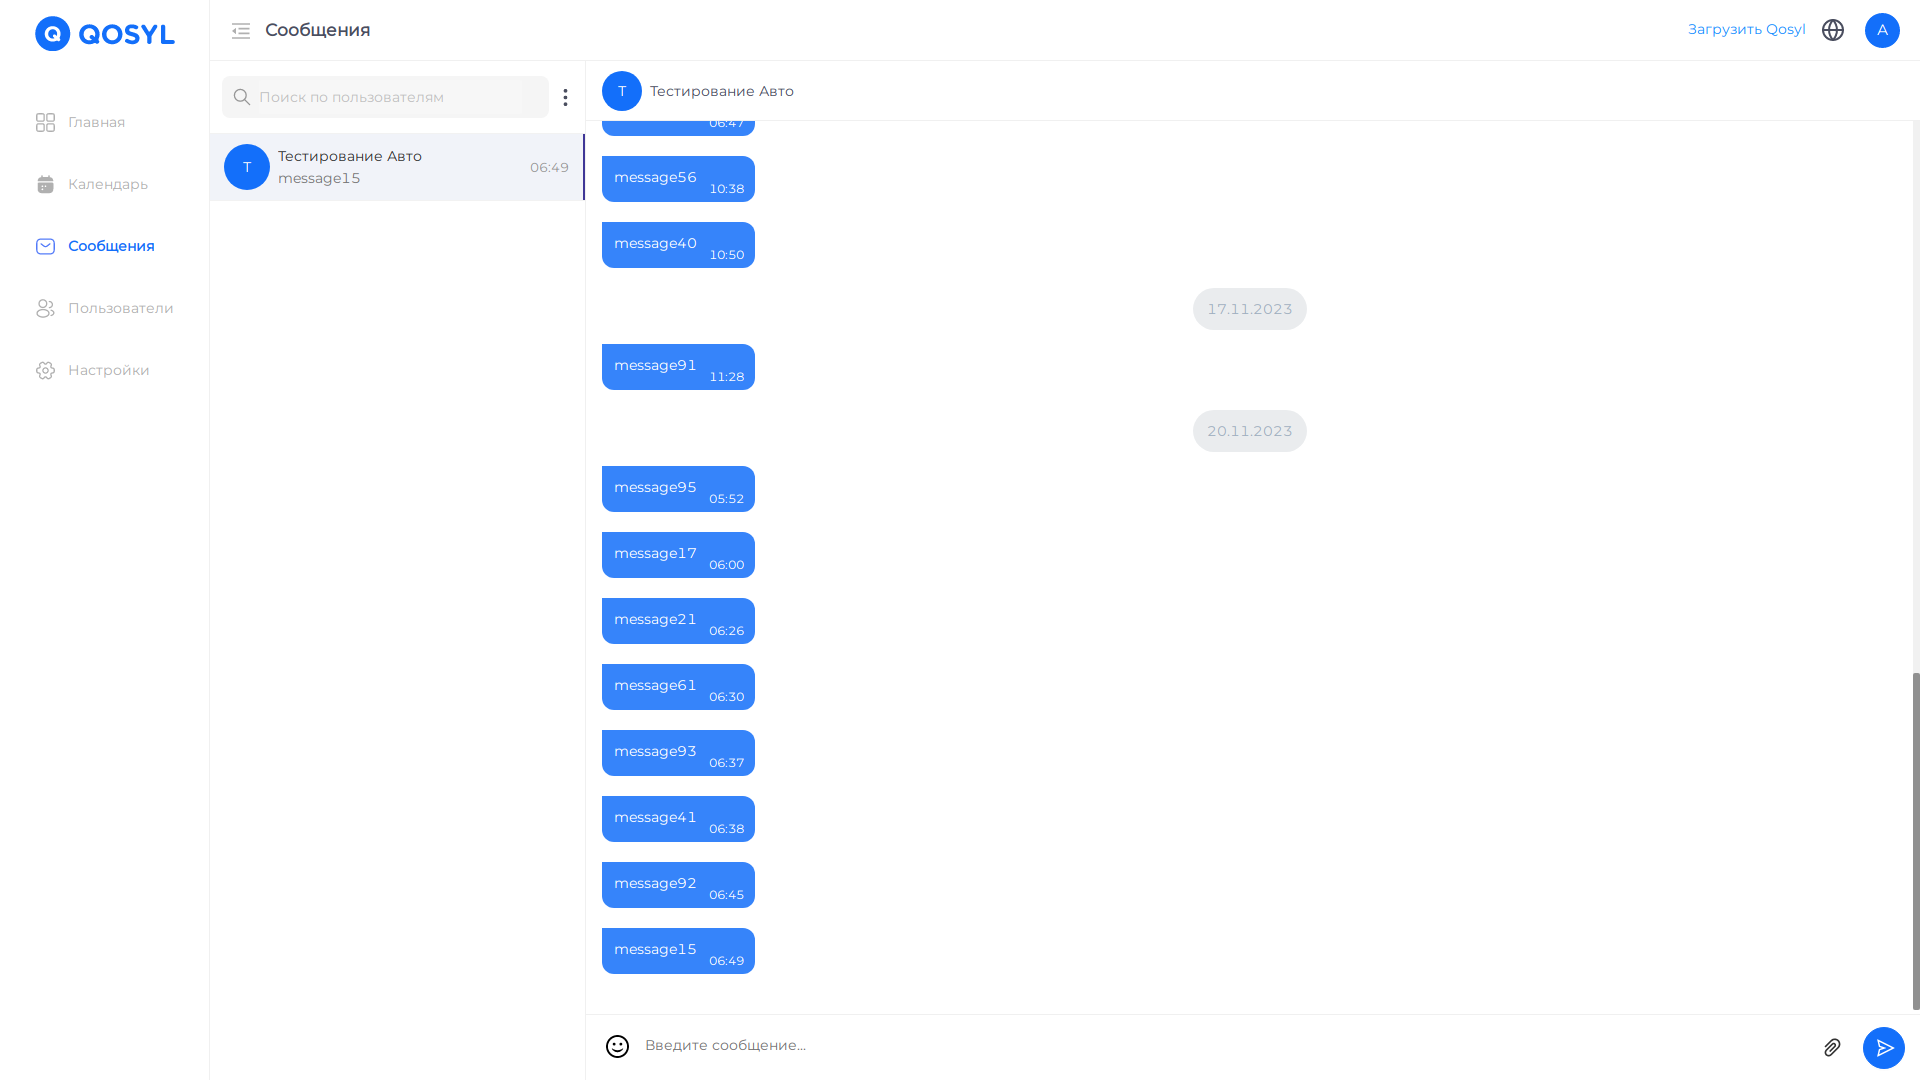 QOSYL
Главная
Календарь
Сообщения
Пользователи
Настройки
Сообщения
Загрузить Qosyl
A
Поиск по пользователям
T
Тестирование Авто
message15
06:49
T
Тестирование Авто
06:47
message56
10:38
message40
10:50
17.11.2023
message91
11:28
20.11.2023
message95
05:52
message17
06:00
message21
06:26
message61
06:30
message93
06:37
message41
06:38
message92
06:45
message15
06:49
Введите сообщение...